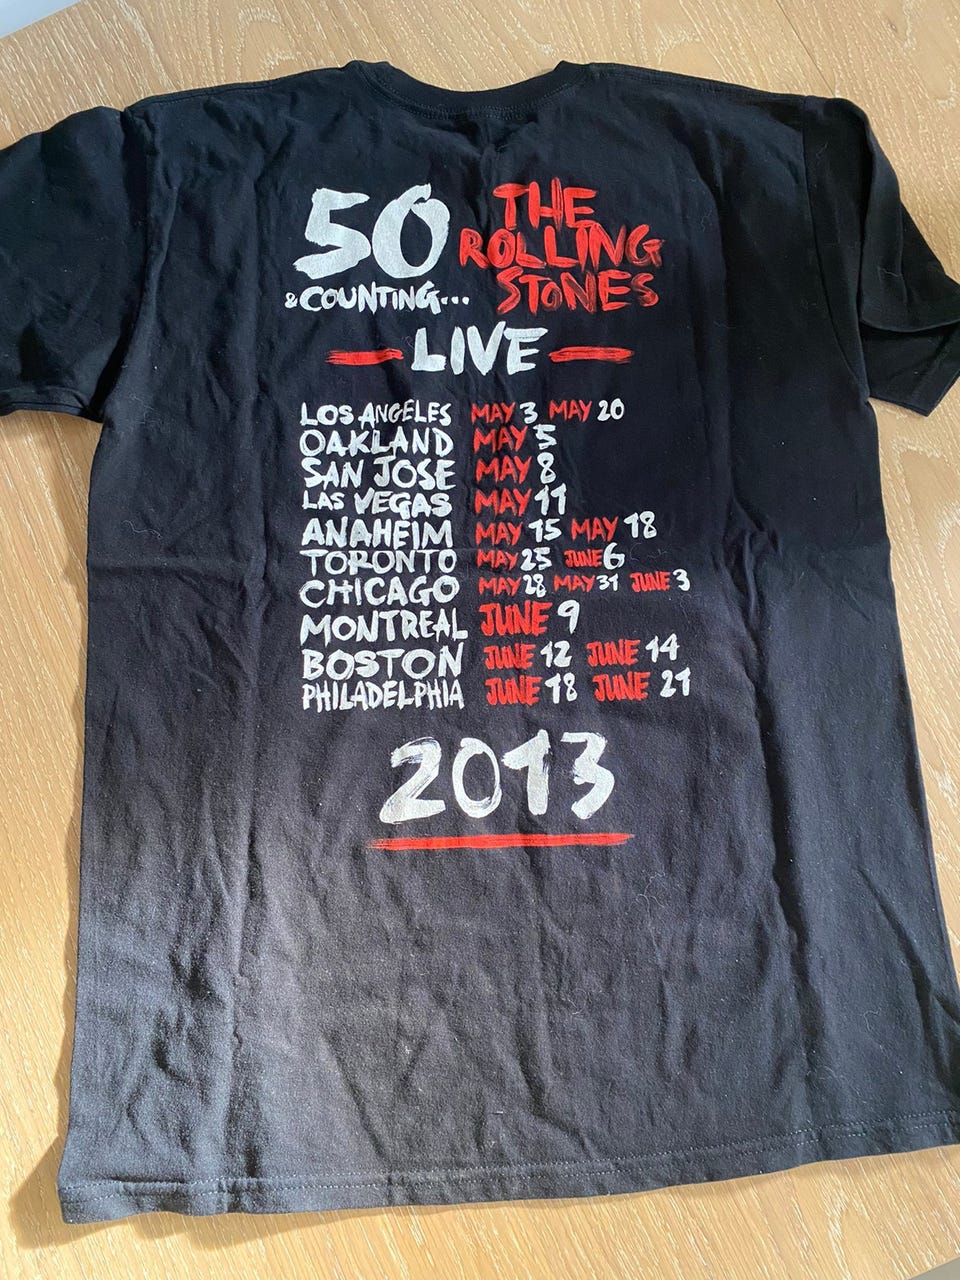 50 THE ROLLING STONES
& COUNTING...
LIVE
LOS ANGELES MAY 3 MAY 20
OAKLAND MAY 5
SAN JOSE MAY 8
LAS VEGAS MAY 11
ANAHEIM MAY 15 MAY 18
TORONTO MAY 25 JUNE 6
CHICAGO MAY 28 MAY 31 JUNE 3
MONTREAL JUNE 9
BOSTON JUNE 12 JUNE 14
PHILADELPHIA JUNE 18 JUNE 21
2013